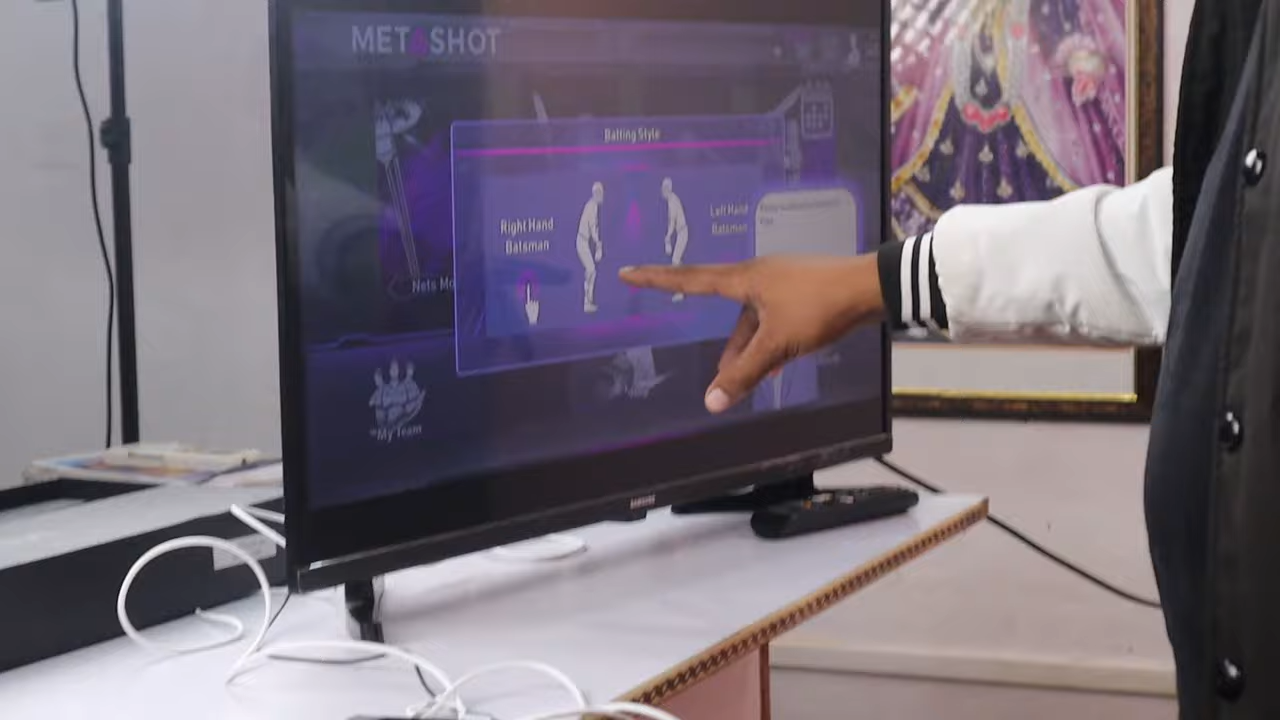 METASHOT
Batting Style
Right Hand
Batsman
Left Hand
Batsman
Nets Mo
My Team
SAMSUNG